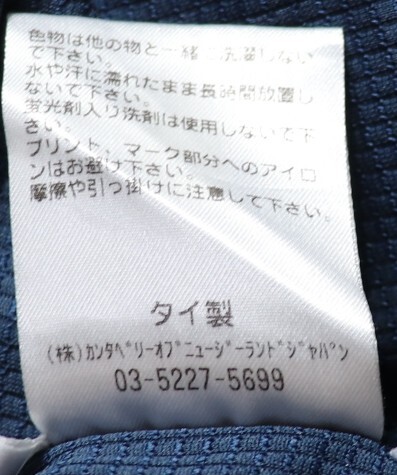 色物は他の物と一緒に洗濯しない
で下さい。
水や汗に濡れたまま長時間放置し
ないで下さい。
蛍光剤入り洗剤は使用しないで下
さい。
プリント、マーク部分へのアイロ
ンはお避け下さい。
摩擦や引っ掛けに注意して下さい。
タイ製
(株)ｶﾝﾀﾍﾞﾘｰｵﾌﾞﾆｭｰｼﾞｰﾗﾝﾄﾞｼﾞｬﾊﾟﾝ
03-5227-5699